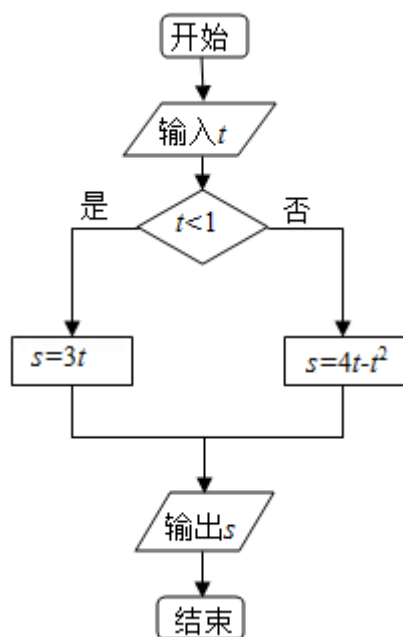 开始
输入t
t<1
是
否
s=3t
s=4t-t²
输出s
结束